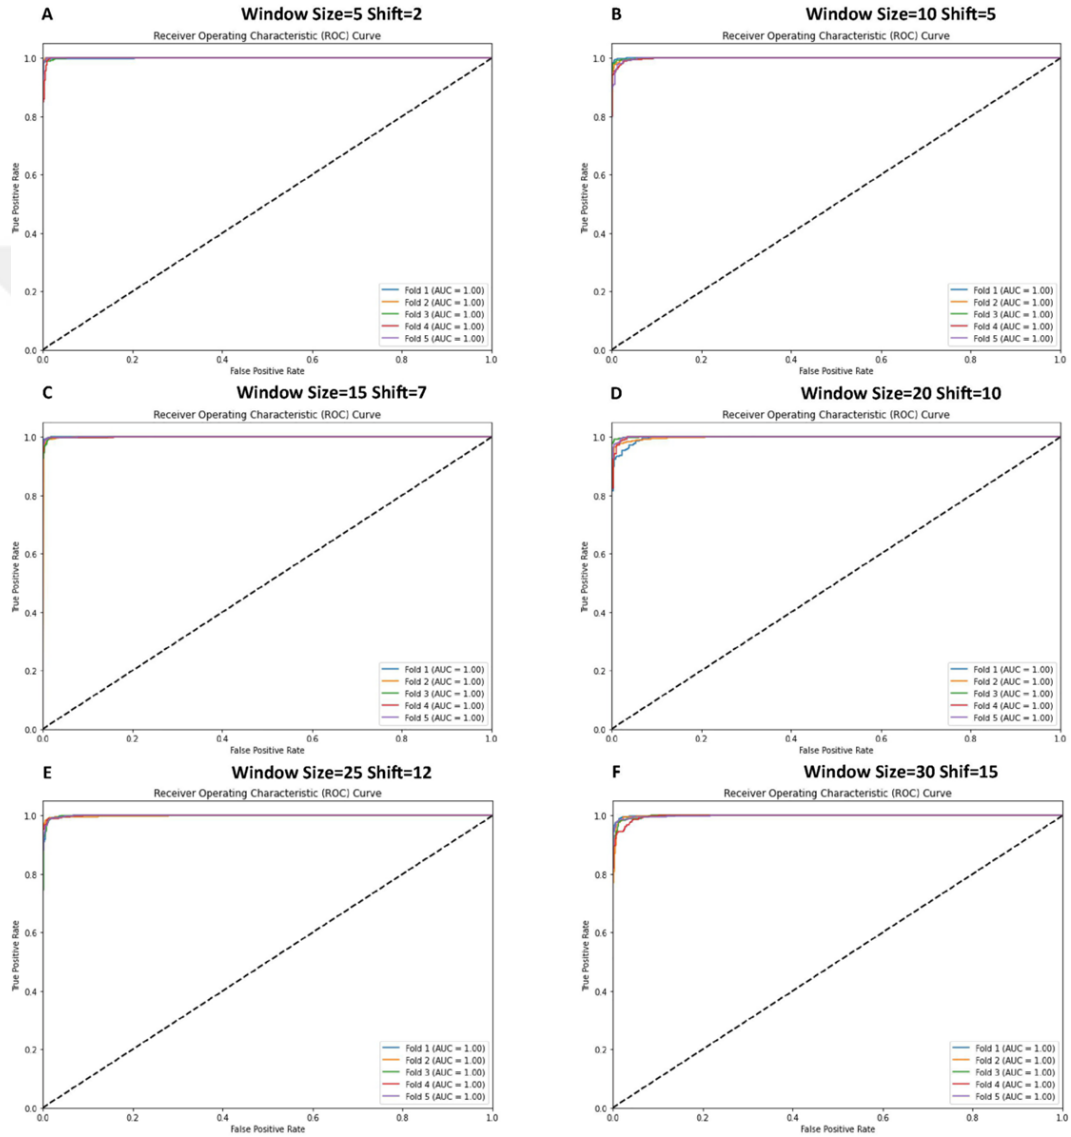 A
Window Size=5 Shift=2
Receiver Operating Characteristic (ROC) Curve
1.0
0.8
0.6
0.4
0.2
0.0
True Positive Rate
0.0 0.2 0.4 0.6 0.8 1.0
False Positive Rate
Fold 1 (AUC = 1.00)
Fold 2 (AUC = 1.00)
Fold 3 (AUC = 1.00)
Fold 4 (AUC = 1.00)
Fold 5 (AUC = 1.00)
B
Window Size=10 Shift=5
Receiver Operating Characteristic (ROC) Curve
1.0
0.8
0.6
0.4
0.2
0.0
True Positive Rate
0.0 0.2 0.4 0.6 0.8 1.0
False Positive Rate
Fold 1 (AUC = 1.00)
Fold 2 (AUC = 1.00)
Fold 3 (AUC = 1.00)
Fold 4 (AUC = 1.00)
Fold 5 (AUC = 1.00)
C
Window Size=15 Shift=7
Receiver Operating Characteristic (ROC) Curve
1.0
0.8
0.6
0.4
0.2
0.0
True Positive Rate
0.0 0.2 0.4 0.6 0.8 1.0
False Positive Rate
Fold 1 (AUC = 1.00)
Fold 2 (AUC = 1.00)
Fold 3 (AUC = 1.00)
Fold 4 (AUC = 1.00)
Fold 5 (AUC = 1.00)
D
Window Size=20 Shift=10
Receiver Operating Characteristic (ROC) Curve
1.0
0.8
0.6
0.4
0.2
0.0
True Positive Rate
0.0 0.2 0.4 0.6 0.8 1.0
False Positive Rate
Fold 1 (AUC = 1.00)
Fold 2 (AUC = 1.00)
Fold 3 (AUC = 1.00)
Fold 4 (AUC = 1.00)
Fold 5 (AUC = 1.00)
E
Window Size=25 Shift=12
Receiver Operating Characteristic (ROC) Curve
1.0
0.8
0.6
0.4
0.2
0.0
True Positive Rate
0.0 0.2 0.4 0.6 0.8 1.0
False Positive Rate
Fold 1 (AUC = 1.00)
Fold 2 (AUC = 1.00)
Fold 3 (AUC = 1.00)
Fold 4 (AUC = 1.00)
Fold 5 (AUC = 1.00)
F
Window Size=30 Shif=15
Receiver Operating Characteristic (ROC) Curve
1.0
0.8
0.6
0.4
0.2
0.0
True Positive Rate
0.0 0.2 0.4 0.6 0.8 1.0
False Positive Rate
Fold 1 (AUC = 1.00)
Fold 2 (AUC = 1.00)
Fold 3 (AUC = 1.00)
Fold 4 (AUC = 1.00)
Fold 5 (AUC = 1.00)